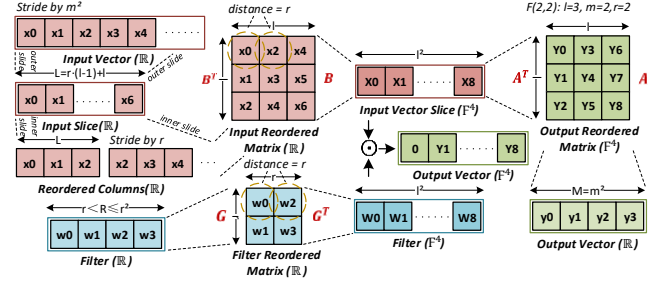 Stride by m²
x0 x1 x2 x3 x4 ······
Input Vector (ℝ)
outer slide
L=r·(l-1)+l
outer slide
x0 x1 ······ x6
Input Slice(ℝ)
inner slide
inner slide
L
Stride by r
x0 x1 x2
x2 x3 x4 ······
Reordered Columns(ℝ)
r<R≤r²
w0 w1 w2 w3
Filter (ℝ)
distance = r
l
x0 x2 x4
x1 x3 x5
x2 x4 x6
Bᵀ
B
Input Reordered
Matrix (ℝ)
distance = r
r
w0 w2
w1 w3
G
Gᵀ
Filter Reordered
Matrix (ℝ)
l²
X0 X1 ······ X8
Input Vector Slice (𝔽⁴)
0 Y1 ······ Y8
Output Vector (𝔽⁴)
l²
W0 W1 ······ W8
Filter (𝔽⁴)
F(2,2): l=3, m=2,r=2
l
Y0 Y3 Y6
Y1 Y4 Y7
Y2 Y5 Y8
Aᵀ
A
Output Reordered
Matrix (𝔽⁴)
M=m²
y0 y1 y2 y3
Output Vector (ℝ)